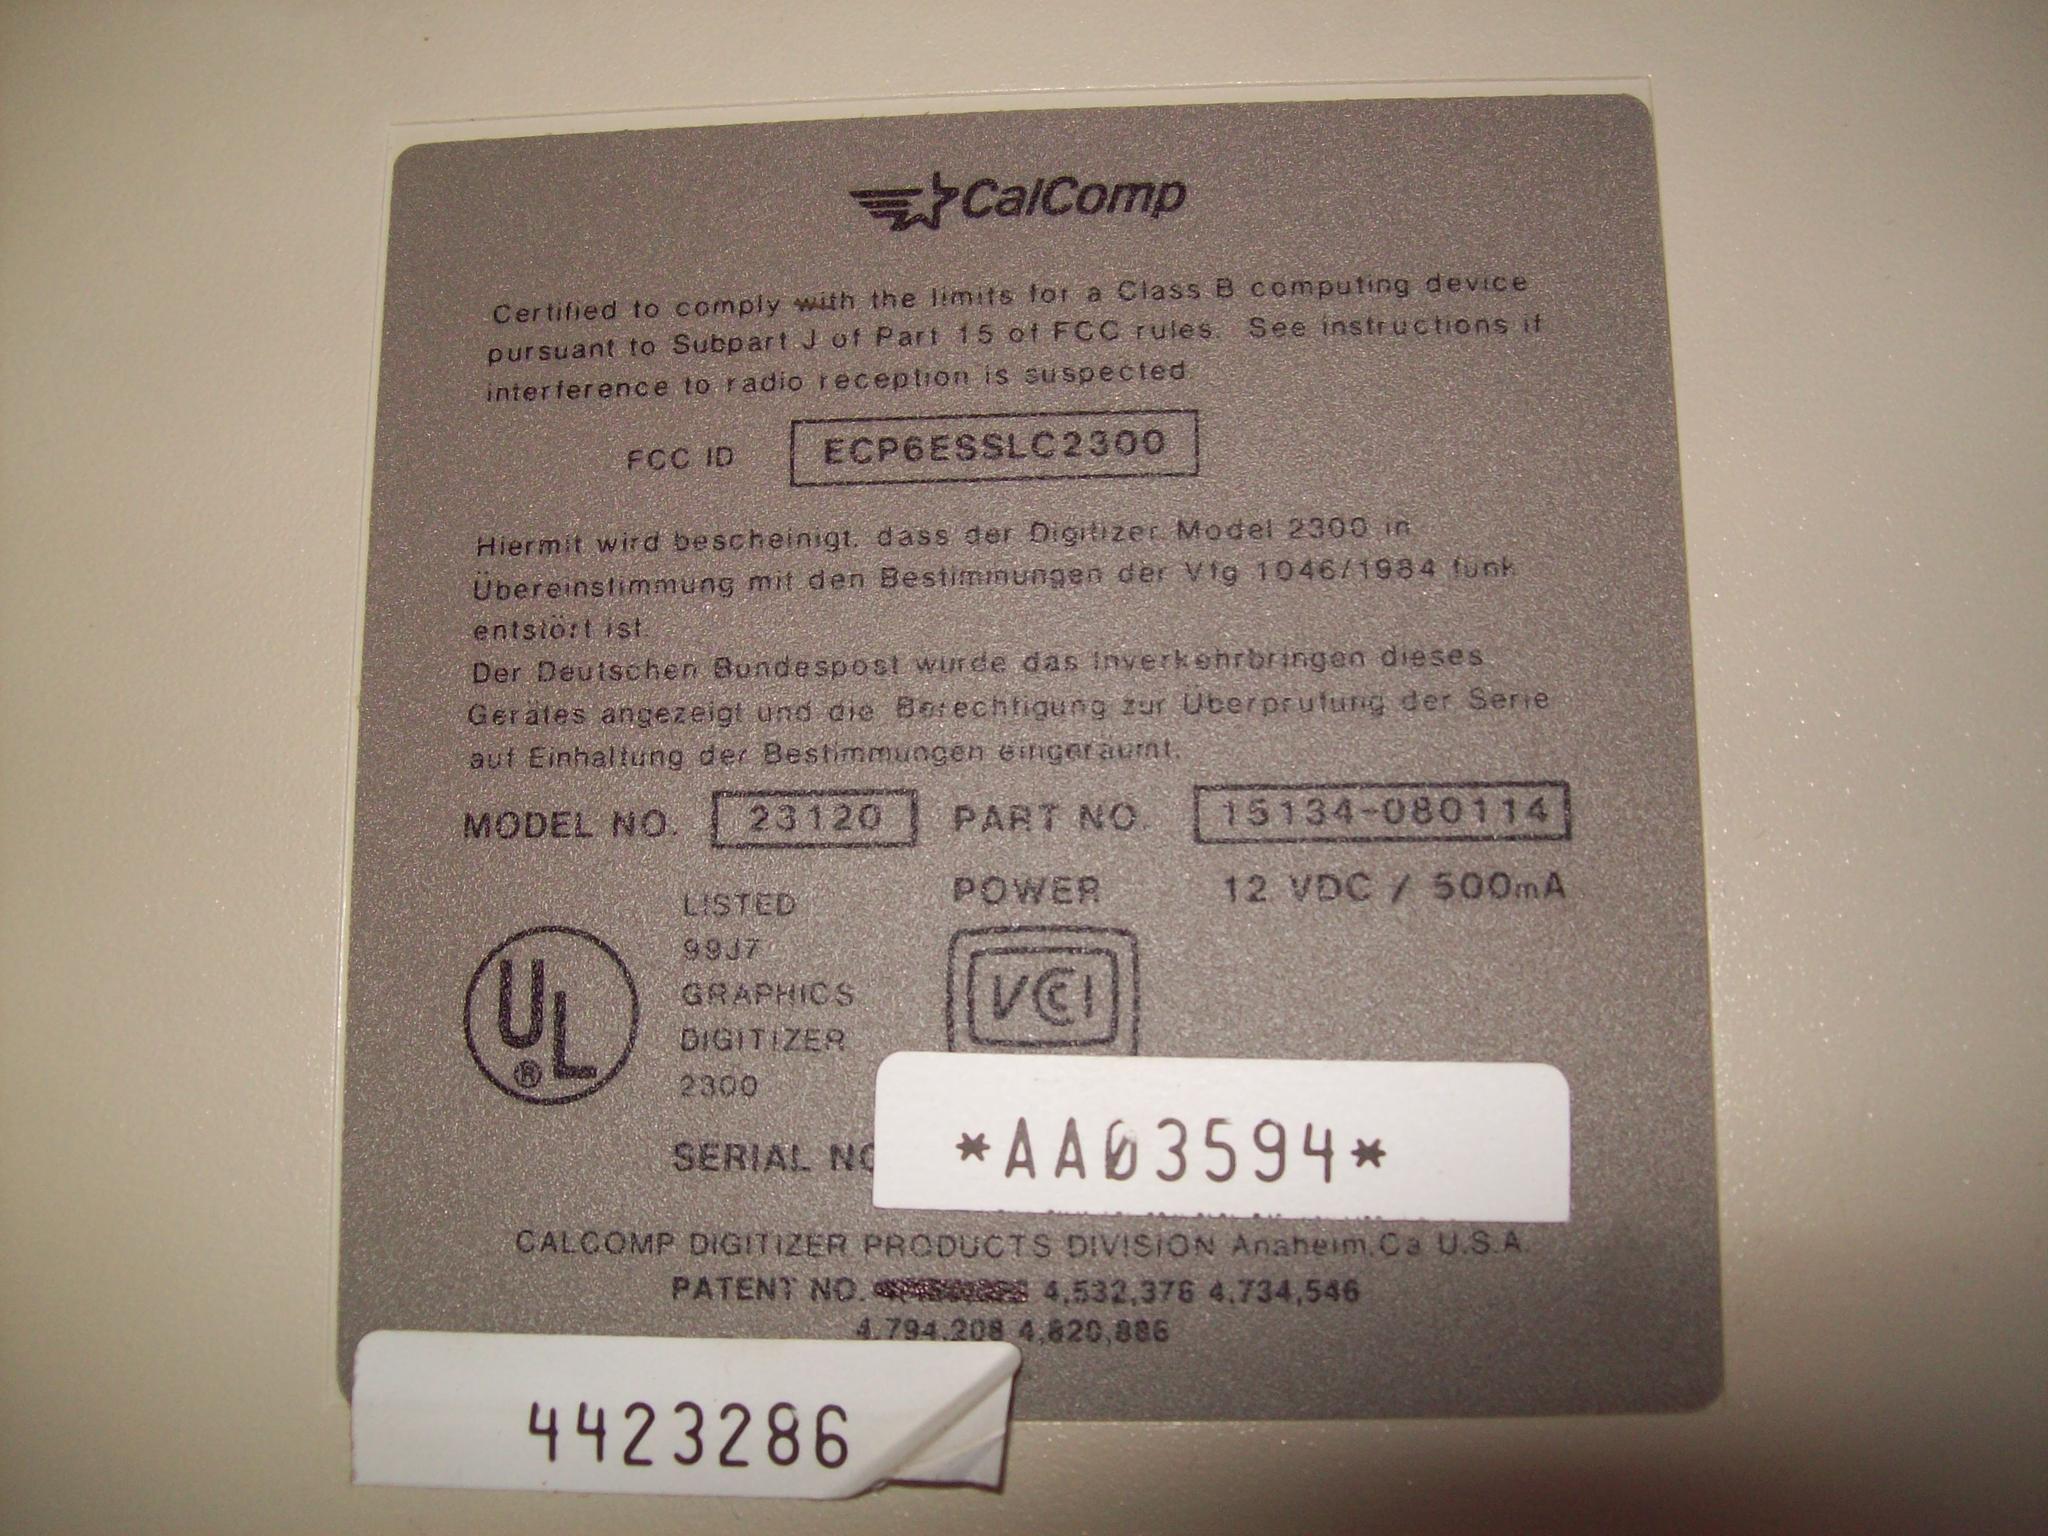 CalComp
Certified to comply with the limits for a Class B computing device
pursuant to Subpart J of Part 15 of FCC rules. See instructions if
interference to radio reception is suspected.
FCC ID ECP6ESSLC2300
Hiermit wird bescheinigt, dass der Digitizer Model 2300 in
Übereinstimmung mit den Bestimmungen der Vfg 1046/1984 funk
entstört ist.
Der Deutschen Bundespost wurde das Inverkehrbringen dieses
Gerätes angezeigt und die Berechtigung zur Überprüfung der Serie
auf Einhaltung der Bestimmungen eingeräumt.
MODEL NO. 23120 PART NO. 15134-080114
POWER 12 VDC / 500mA
LISTED
99J7
GRAPHICS
DIGITIZER
2300
UL ®
VCCI
SERIAL NO
*AA03594*
CALCOMP DIGITIZER PRODUCTS DIVISION Anaheim, Ca U.S.A.
PATENT NO. 4,532,376 4,734,546
4,794,208 4,820,886
4423286